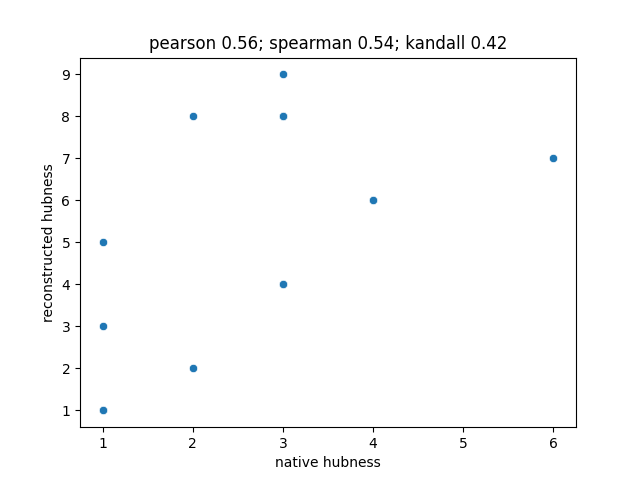 pearson 0.56; spearman 0.54; kandall 0.42
9
8
7
6
5
4
3
2
1
reconstructed hubness
1 2 3 4 5 6
native hubness